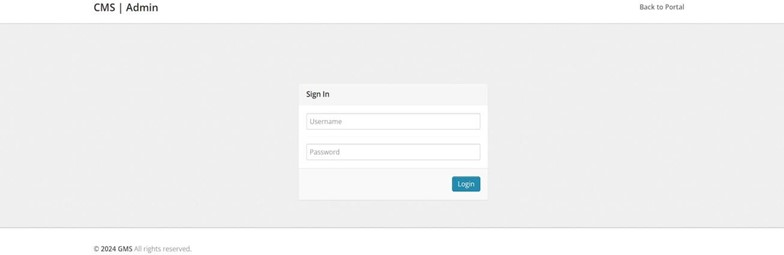 CMS | Admin
Back to Portal
Sign In
Username
Password
Login
© 2024 GMS All rights reserved.